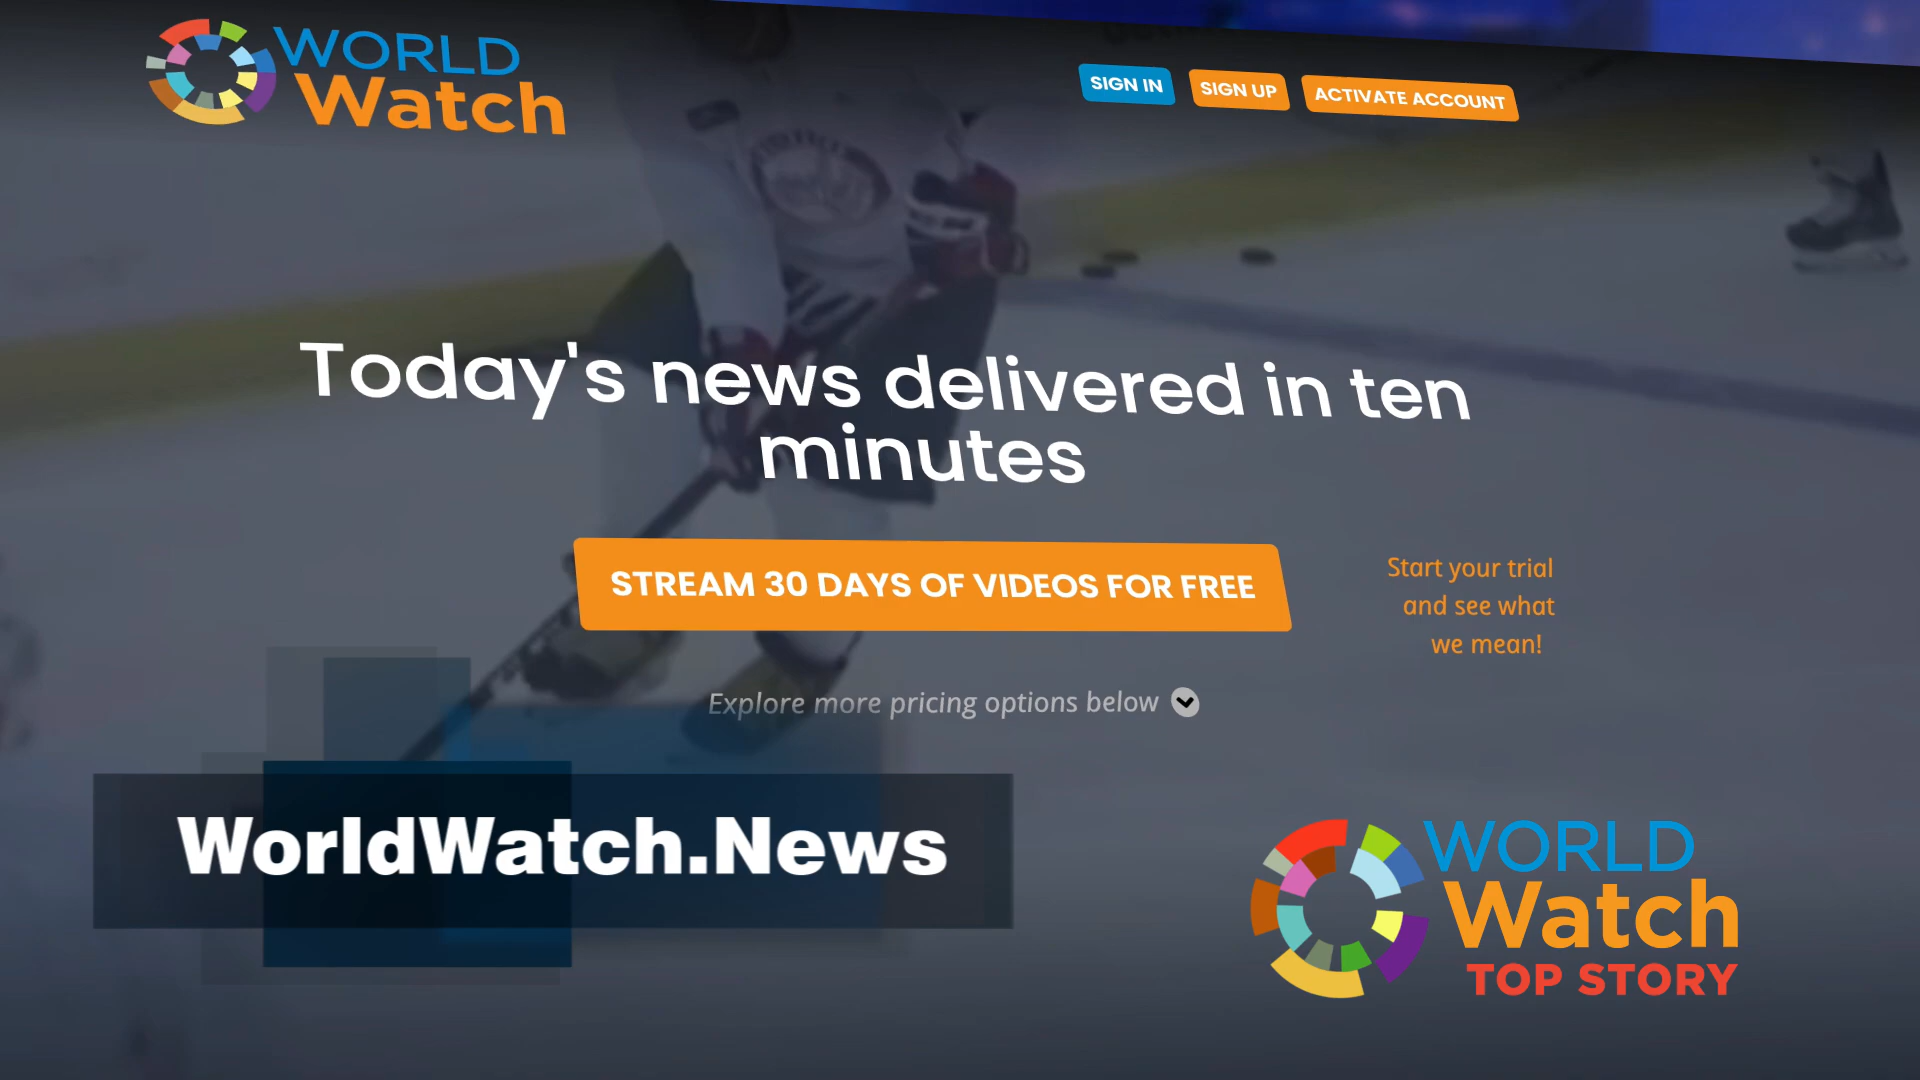 WORLD
Watch
SIGN IN
SIGN UP
ACTIVATE ACCOUNT
Today's news delivered in ten
minutes
STREAM 30 DAYS OF VIDEOS FOR FREE
Start your trial
and see what
we mean!
Explore more pricing options below
WorldWatch.News
WORLD
Watch
TOP STORY